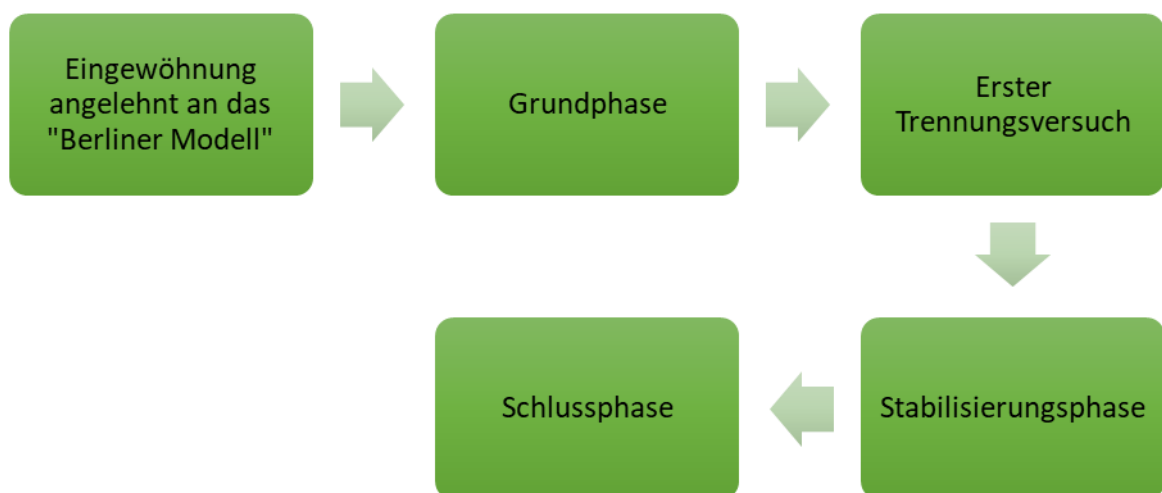 Eingewöhnung
angelehnt an das
"Berliner Modell"
Grundphase
Erster
Trennungsversuch
Stabilisierungsphase
Schlussphase